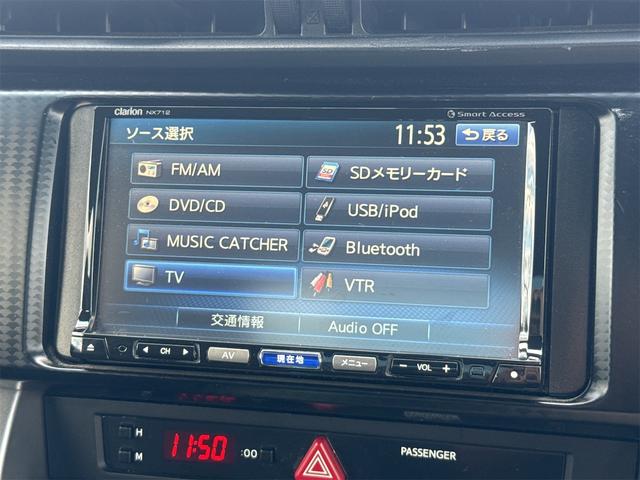 clarion NX712
Smart Access
ソース選択
11:53
戻る
FM/AM
SDメモリーカード
DVD/CD
USB/iPod
MUSIC CATCHER
Bluetooth
TV
VTR
交通情報
Audio OFF
CH
AV
現在地
メニュー
− VOL +
H
M
11:50
:00
PASSENGER